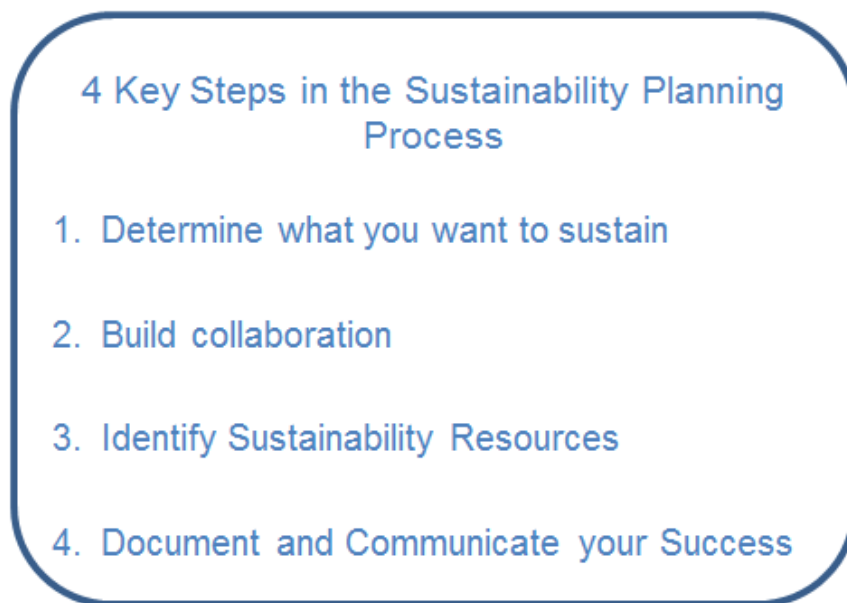 4 Key Steps in the Sustainability Planning
Process
1. Determine what you want to sustain
2. Build collaboration
3. Identify Sustainability Resources
4. Document and Communicate your Success